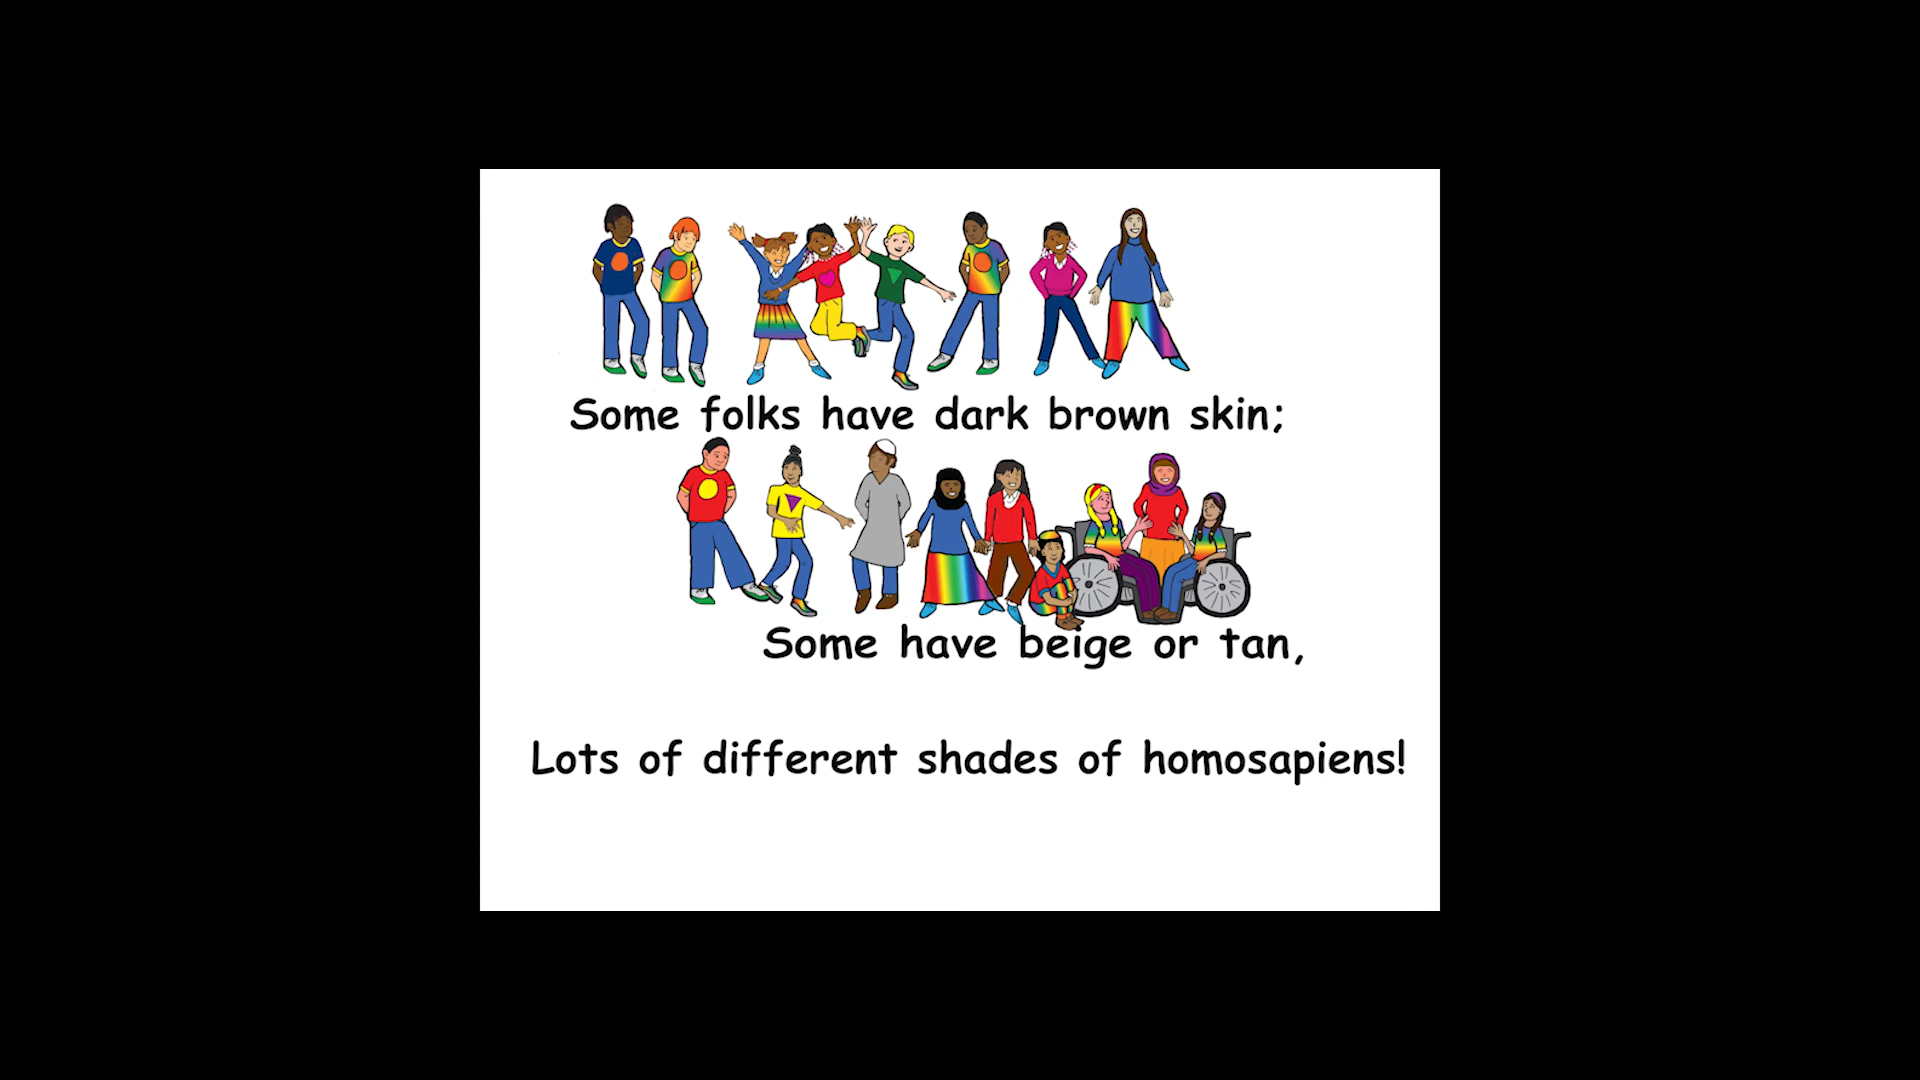 Some folks have dark brown skin;
Some have beige or tan,
Lots of different shades of homosapiens!